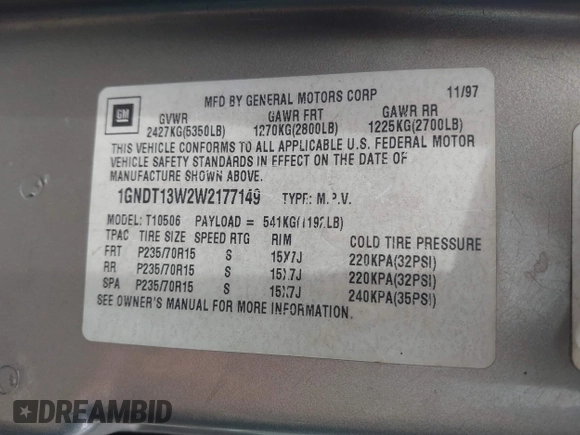 GM
MFD BY GENERAL MOTORS CORP 11/97
GVWR GAWR FRT GAWR RR
2427KG(5350LB) 1270KG(2800LB) 1225KG(2700LB)
THIS VEHICLE CONFORMS TO ALL APPLICABLE U.S. FEDERAL MOTOR
VEHICLE SAFETY STANDARDS IN EFFECT ON THE DATE OF
MANUFACTURE SHOWN ABOVE.
1GNDT13W2W2177149 TYPE: M.P.V.
MODEL: T10506 PAYLOAD = 541KG(1192LB)
TPAC TIRE SIZE SPEED RTG RIM COLD TIRE PRESSURE
FRT P235/70R15 S 15X7J 220KPA(32PSI)
RR P235/70R15 S 15X7J 220KPA(32PSI)
SPA P235/70R15 S 15X7J 240KPA(35PSI)
SEE OWNER'S MANUAL FOR MORE INFORMATION.
DREAMBID